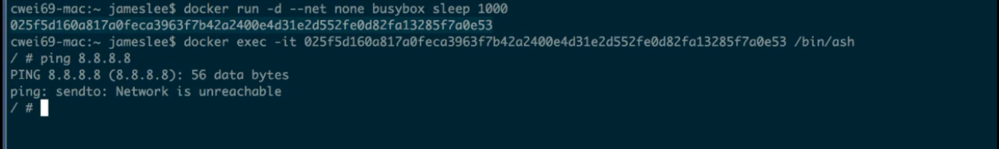 cwei69-mac:~ jameslee$ docker run -d --net none busybox sleep 1000
025f5d160a817a0feca3963f7b42a2400e4d31e2d552fe0d82fa13285f7a0e53
cwei69-mac:~ jameslee$ docker exec -it 025f5d160a817a0feca3963f7b42a2400e4d31e2d552fe0d82fa13285f7a0e53 /bin/ash
/ # ping 8.8.8.8
PING 8.8.8.8 (8.8.8.8): 56 data bytes
ping: sendto: Network is unreachable
/ #